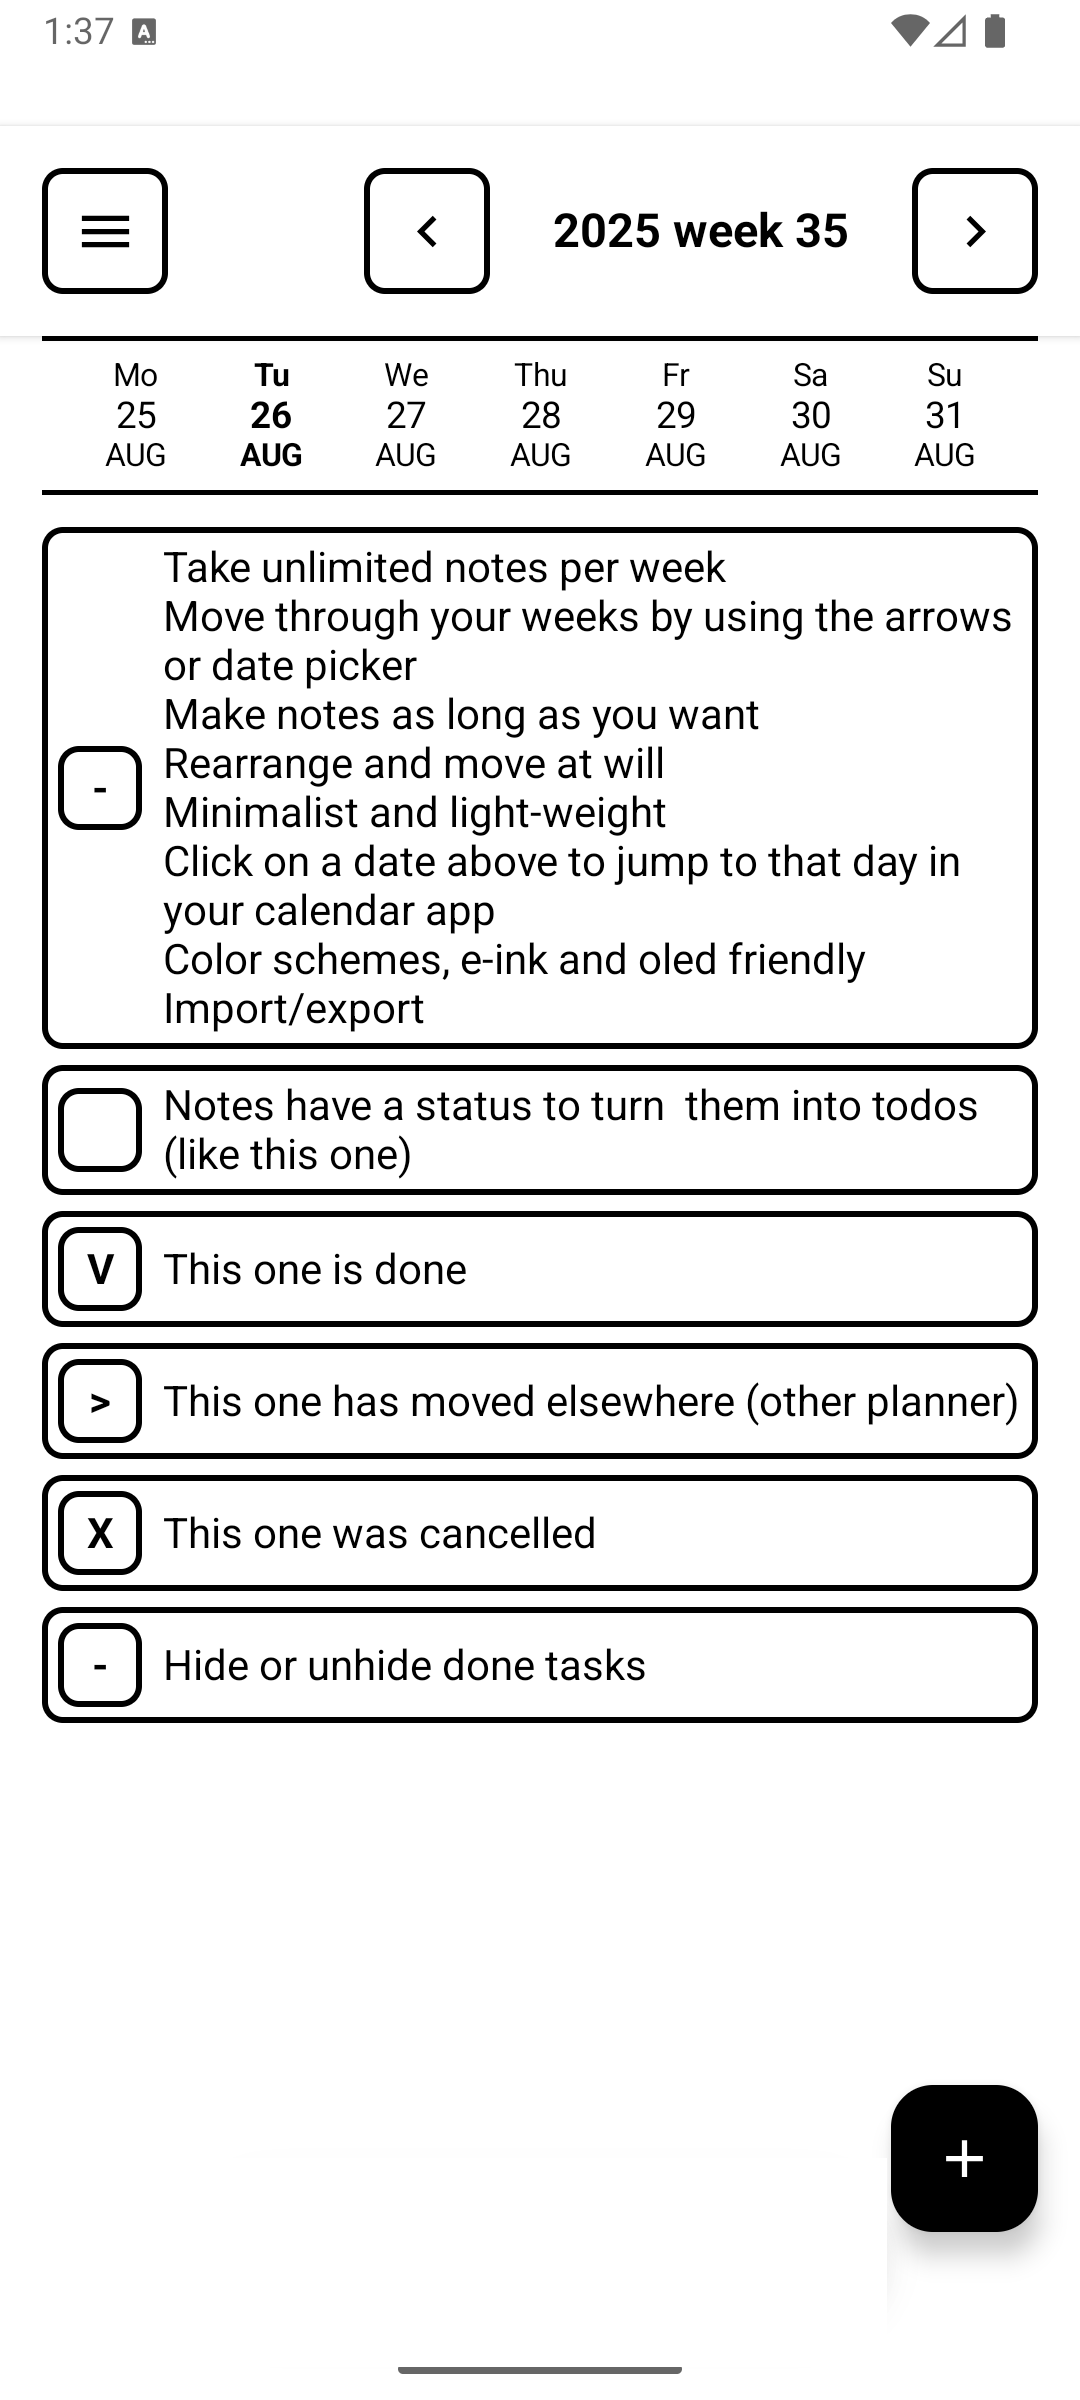 1:37
2025 week 35
Mo Tu We Thu Fr Sa Su
25 26 27 28 29 30 31
AUG AUG AUG AUG AUG AUG AUG
Take unlimited notes per week
Move through your weeks by using the arrows
or date picker
Make notes as long as you want
- Rearrange and move at will
Minimalist and light-weight
Click on a date above to jump to that day in
your calendar app
Color schemes, e-ink and oled friendly
Import/export
Notes have a status to turn  them into todos
(like this one)
V This one is done
> This one has moved elsewhere (other planner)
X This one was cancelled
- Hide or unhide done tasks
+